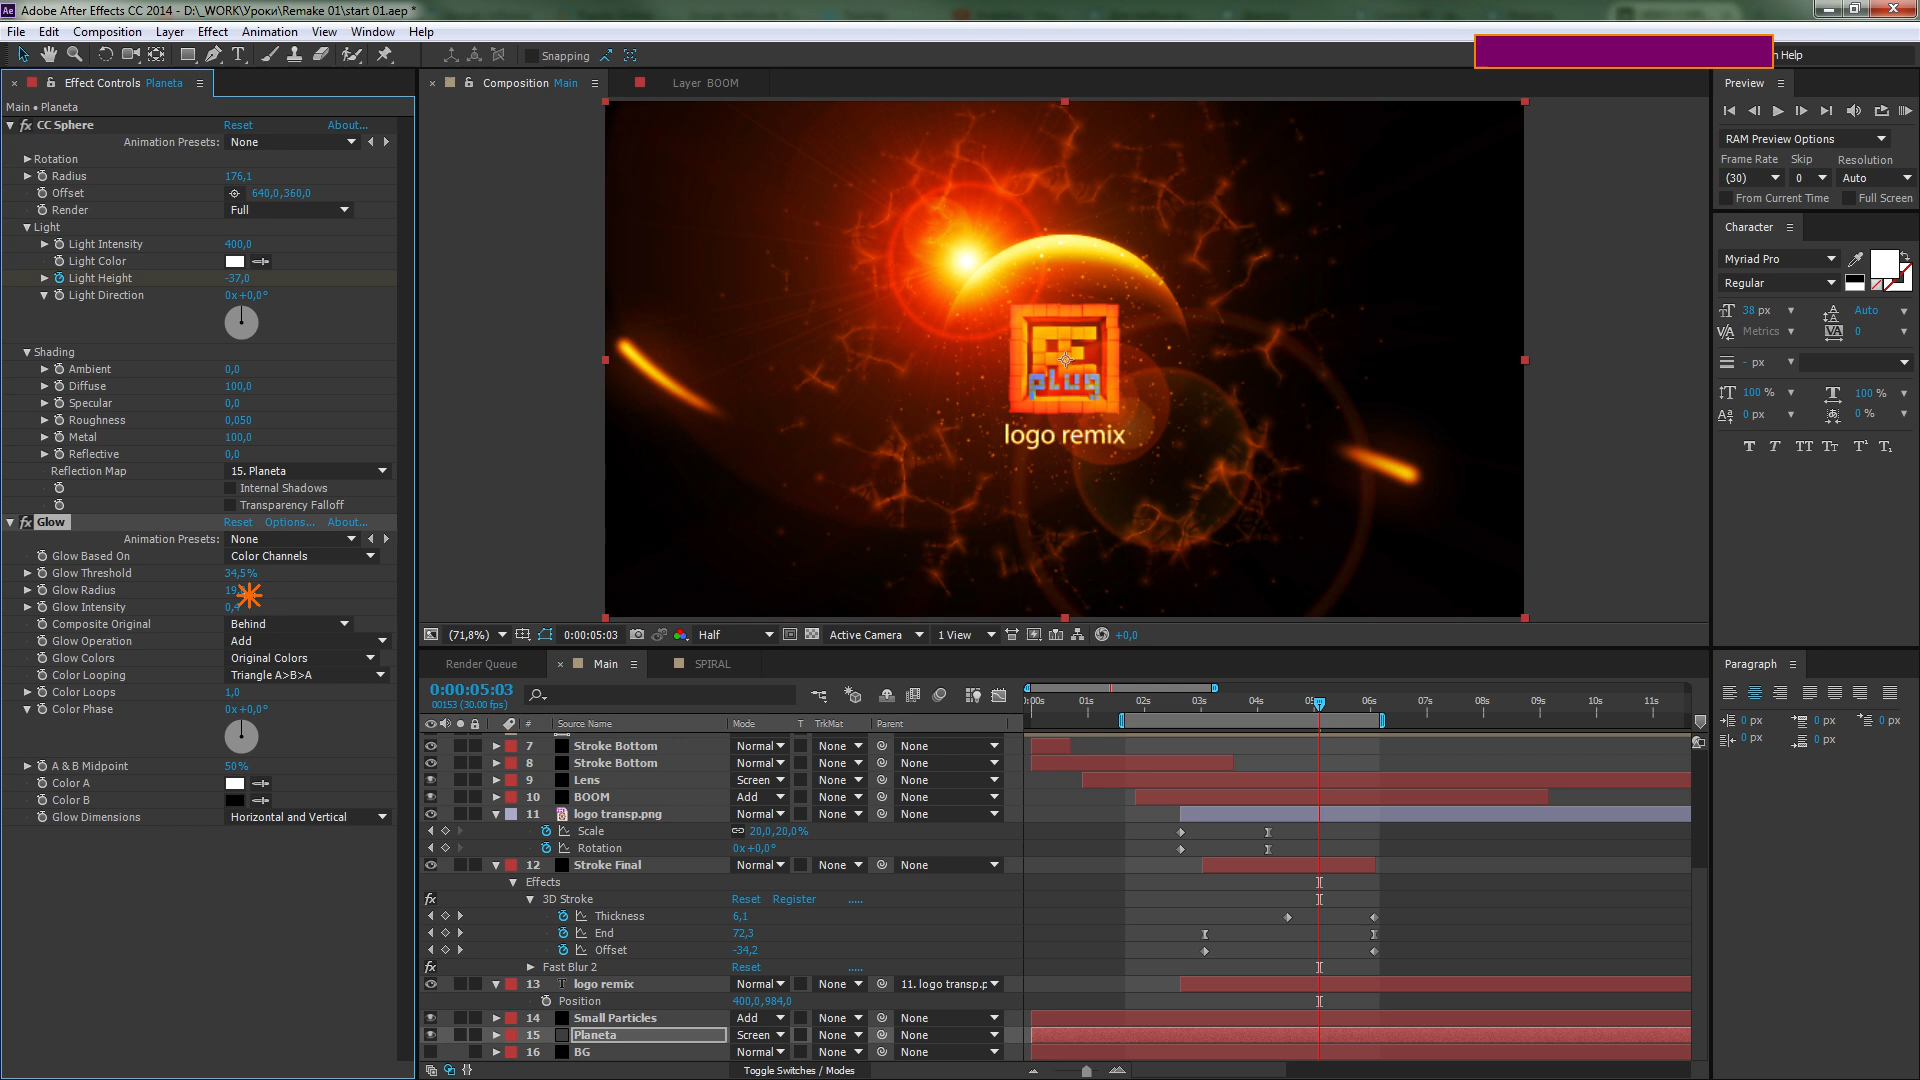 Adobe After Effects CC 2014 - D:\_WORK\Уроки\Remake 01\start 01.aep *
File Edit Composition Layer Effect Animation View Window Help
Snapping
Help
Effect Controls Planeta
Composition Main
Layer BOOM
Preview
Main • Planeta
fx CC Sphere Reset About...
Animation Presets: None
Rotation
Radius 176,1
Offset 640,0,360,0
Render Full
Light
Light Intensity 400,0
Light Color
Light Height -37,0
Light Direction 0x+0,0°
Shading
Ambient 0,0
Diffuse 100,0
Specular 0,0
Roughness 0,050
Metal 100,0
Reflective 0,0
Reflection Map 15. Planeta
Internal Shadows
Transparency Falloff
fx Glow Reset Options... About...
Animation Presets: None
Glow Based On Color Channels
Glow Threshold 34,5%
Glow Radius
Glow Intensity
Composite Original Behind
Glow Operation Add
Glow Colors Original Colors
Color Looping Triangle A>B>A
Color Loops 1,0
Color Phase 0x+0,0°
A & B Midpoint 50%
Color A
Color B
Glow Dimensions Horizontal and Vertical
plug
logo remix
(71,8%) 0:00:05:03 Half Active Camera 1 View +0,0
RAM Preview Options
Frame Rate Skip Resolution
(30) 0 Auto
From Current Time Full Screen
Character
Myriad Pro
Regular
38 px Auto
Metrics 0
- px
100 % 100 %
0 px 0 %
T T TT Tt T¹ T₁
Paragraph
0 px 0 px 0 px
0 px 0 px
Render Queue Main SPIRAL
0:00:05:03
00153 (30.00 fps)
# Source Name Mode T TrkMat Parent
01s 02s 03s 04s 06s 07s 08s 09s 10s 11s
7 Stroke Bottom Normal None None
8 Stroke Bottom Normal None None
9 Lens Screen None None
10 BOOM Add None None
11 logo transp.png Normal None None
Scale 20,0,20,0%
Rotation 0x+0,0°
12 Stroke Final Normal None None
Effects
fx 3D Stroke Reset Register .....
Thickness 6,1
End 72,3
Offset -34,2
fx Fast Blur 2 Reset .....
13 T logo remix Normal None 11. logo transp.p
Position 400,0,984,0
14 Small Particles Add None None
15 Planeta Screen None None
16 BG Normal None None
Toggle Switches / Modes